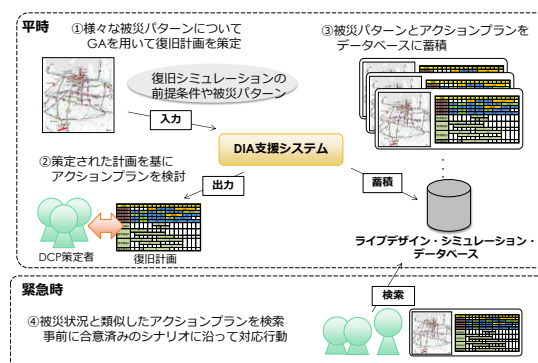 平時
①様々な被災パターンについて
GAを用いて復旧計画を策定
③被災パターンとアクションプランを
データベースに蓄積
復旧シミュレーションの
前提条件や被災パターン
入力
DIA支援システム
②策定された計画を基に
アクションプランを検討
出力
蓄積
DCP策定者
復旧計画
ライブデザイン・シミュレーション・
データベース
緊急時
検索
④被災状況と類似したアクションプランを検索
事前に合意済みのシナリオに沿って対応行動